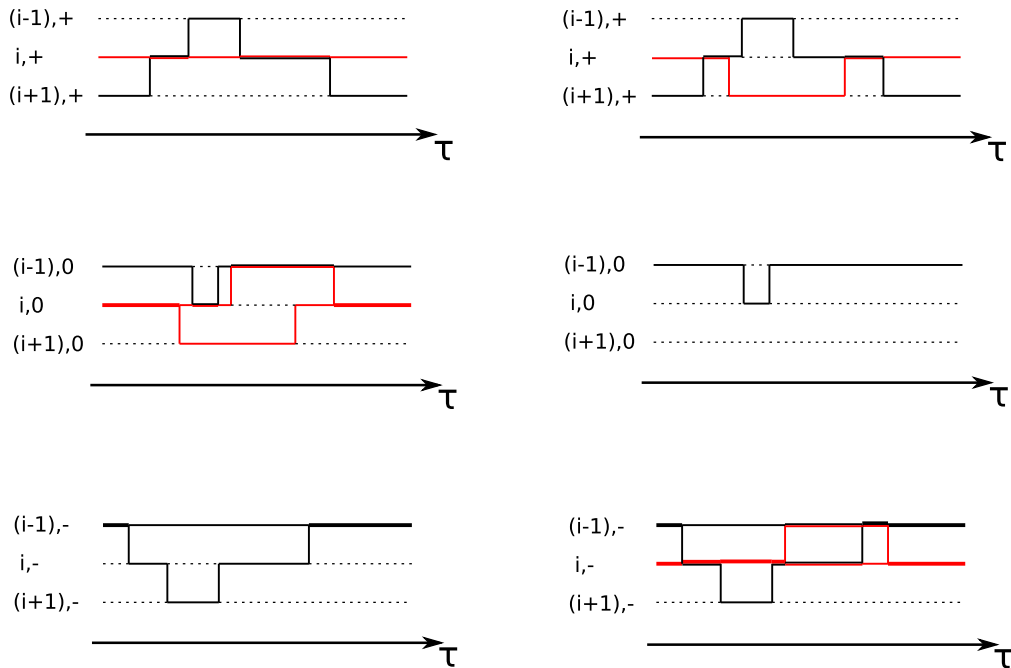 (i-1),+
i,+
(i+1),+
τ
(i-1),+
i,+
(i+1),+
τ
(i-1),0
i,0
(i+1),0
τ
(i-1),0
i,0
(i+1),0
τ
(i-1),-
i,-
(i+1),-
τ
(i-1),-
i,-
(i+1),-
τ